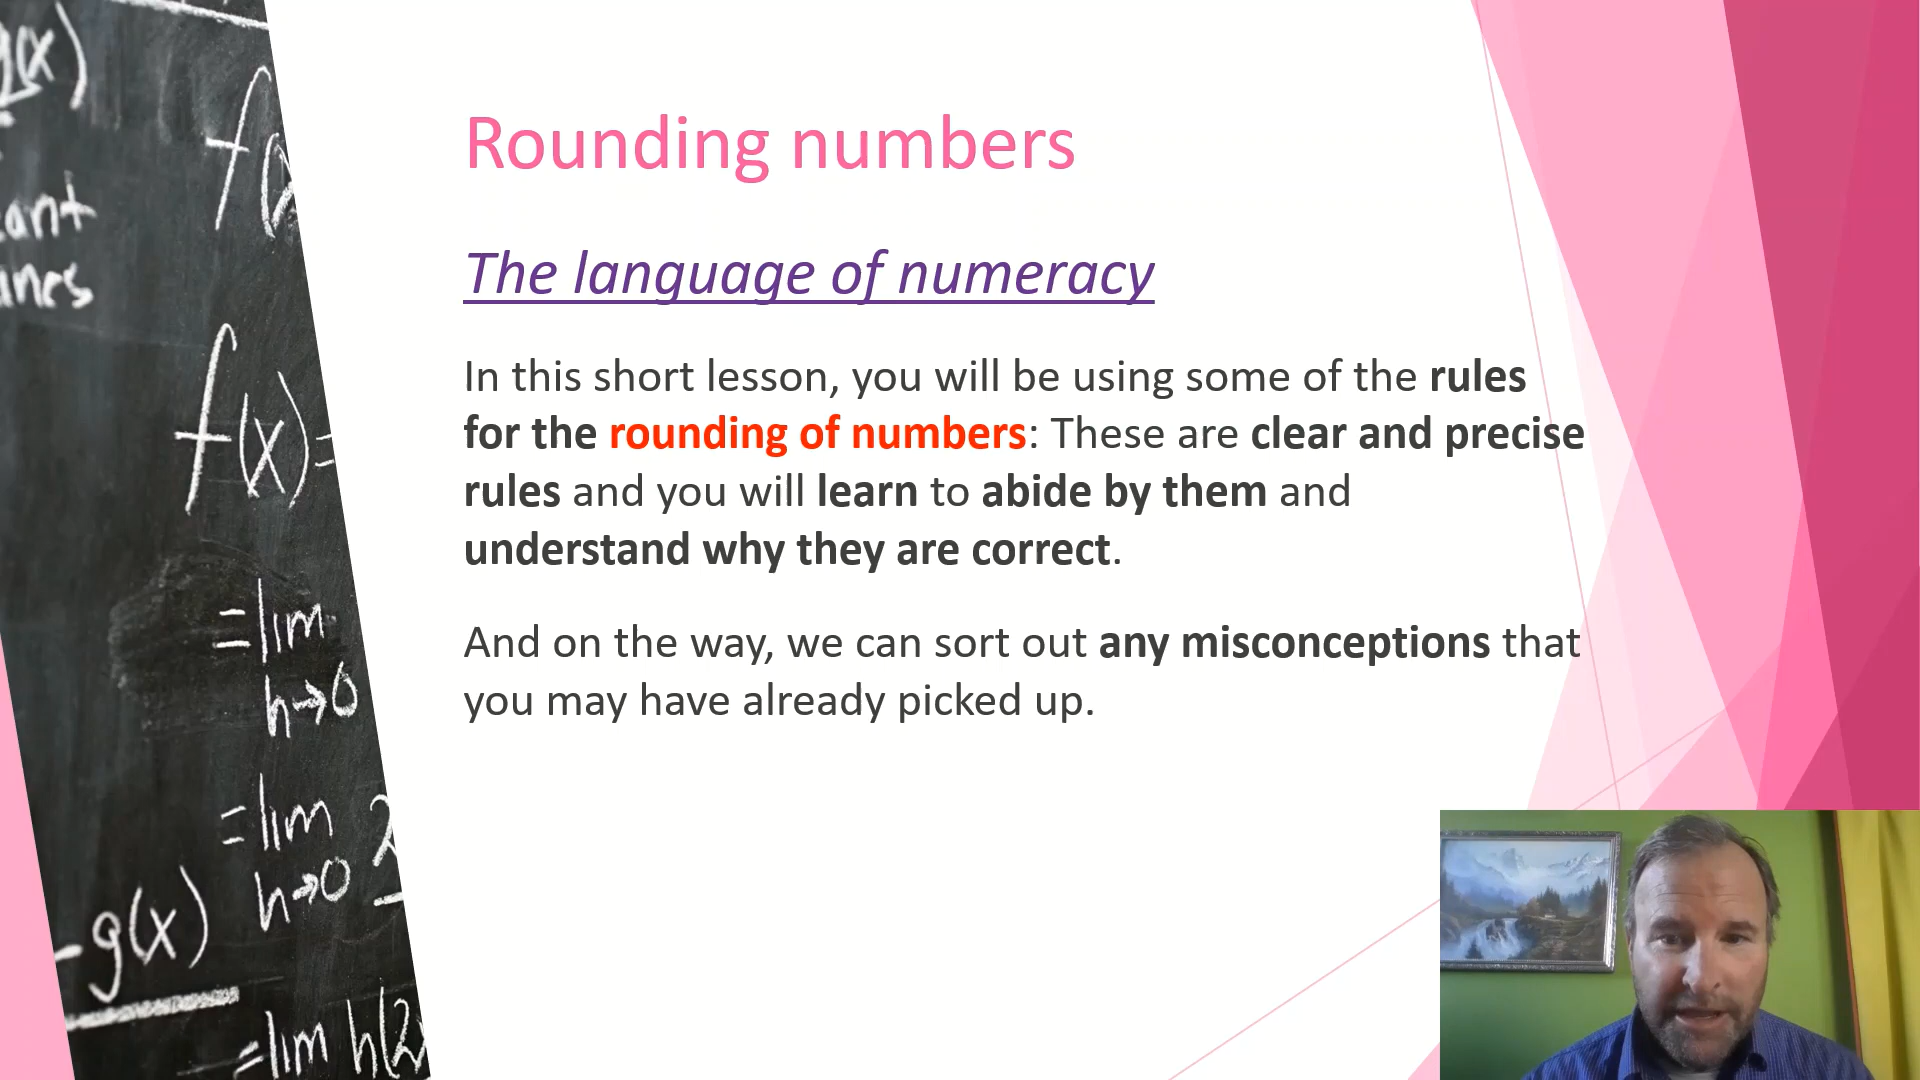 Rounding numbers
The language of numeracy
In this short lesson, you will be using some of the rules
for the rounding of numbers: These are clear and precise
rules and you will learn to abide by them and
understand why they are correct.
And on the way, we can sort out any misconceptions that
you may have already picked up.
g(x)
f(x)=
=lim
h→0
=lim 2
h→0
-g(x)
=lim h(2